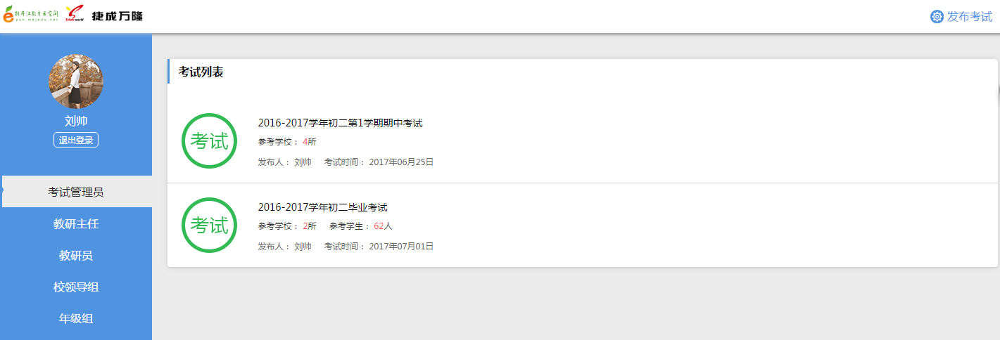 牡丹江教育云空间
yun.mdjedu.net
Future world
捷成万隆
发布考试
刘帅
退出登录
考试管理员
教研主任
教研员
校领导组
年级组
考试列表
考试
2016-2017学年初二第1学期期中考试
参考学校： 4所
发布人： 刘帅 考试时间： 2017年06月25日
考试
2016-2017学年初二毕业考试
参考学校： 2所 参考学生： 62人
发布人： 刘帅 考试时间： 2017年07月01日